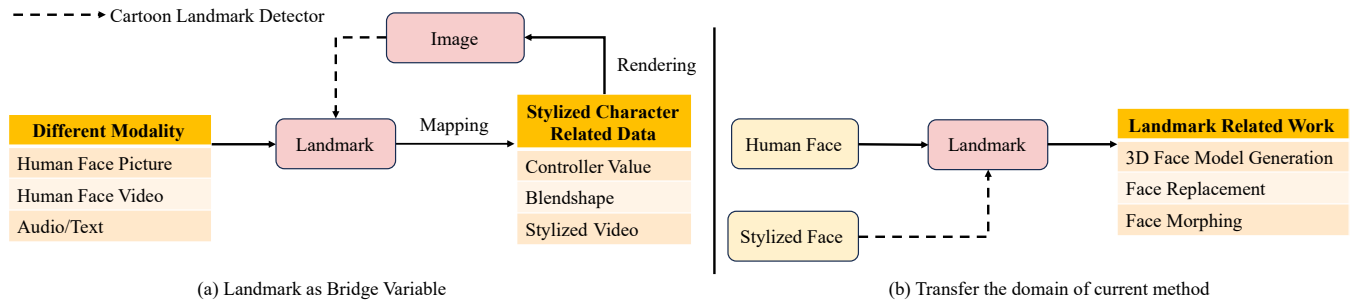 Cartoon Landmark Detector
Image
Rendering
Different Modality
Human Face Picture
Human Face Video
Audio/Text
Landmark
Mapping
Stylized Character
Related Data
Controller Value
Blendshape
Stylized Video
(a) Landmark as Bridge Variable
Human Face
Stylized Face
Landmark
Landmark Related Work
3D Face Model Generation
Face Replacement
Face Morphing
(b) Transfer the domain of current method